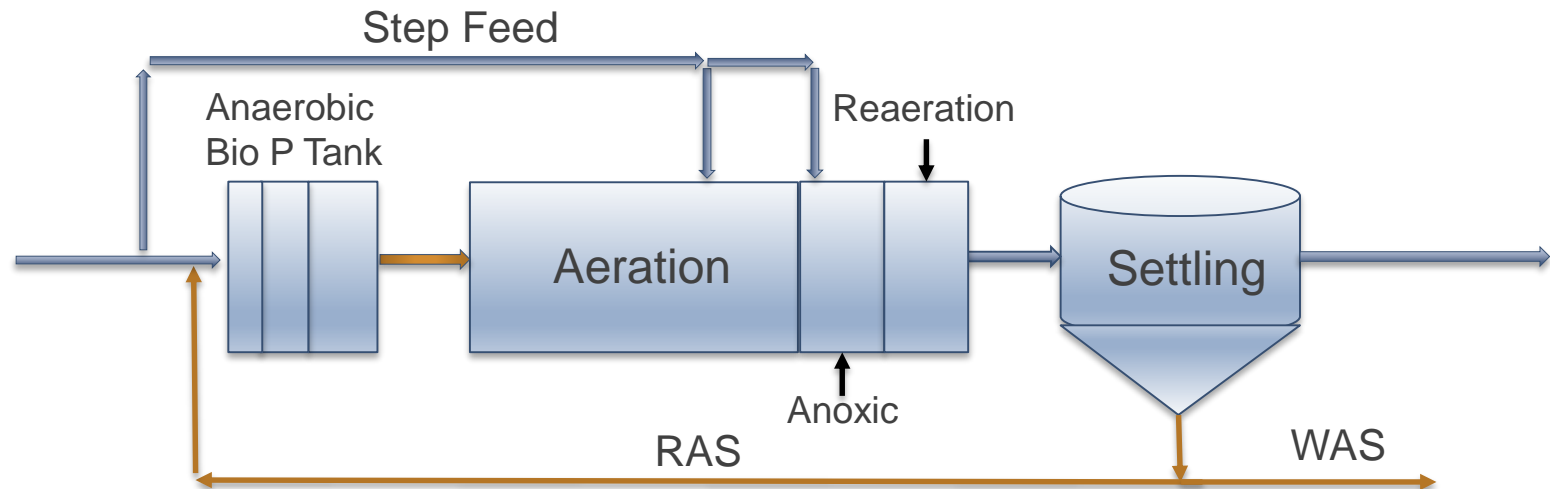 Step Feed
Anaerobic
Bio P Tank
Reaeration
Aeration
Settling
Anoxic
RAS
WAS